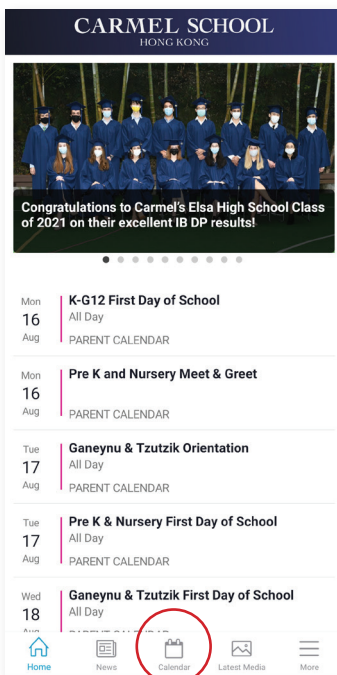 CARMEL SCHOOL
HONG KONG
Congratulations to Carmel's Elsa High School Class
of 2021 on their excellent IB DP results!
Mon
16
Aug
K-G12 First Day of School
All Day
PARENT CALENDAR
Mon
16
Aug
Pre K and Nursery Meet & Greet
PARENT CALENDAR
Tue
17
Aug
Ganeynu & Tzutzik Orientation
All Day
PARENT CALENDAR
Tue
17
Aug
Pre K & Nursery First Day of School
All Day
PARENT CALENDAR
Wed
18
Aug
Ganeynu & Tzutzik First Day of School
All Day
PARENT CALENDAR
Home
News
Calendar
Latest Media
More